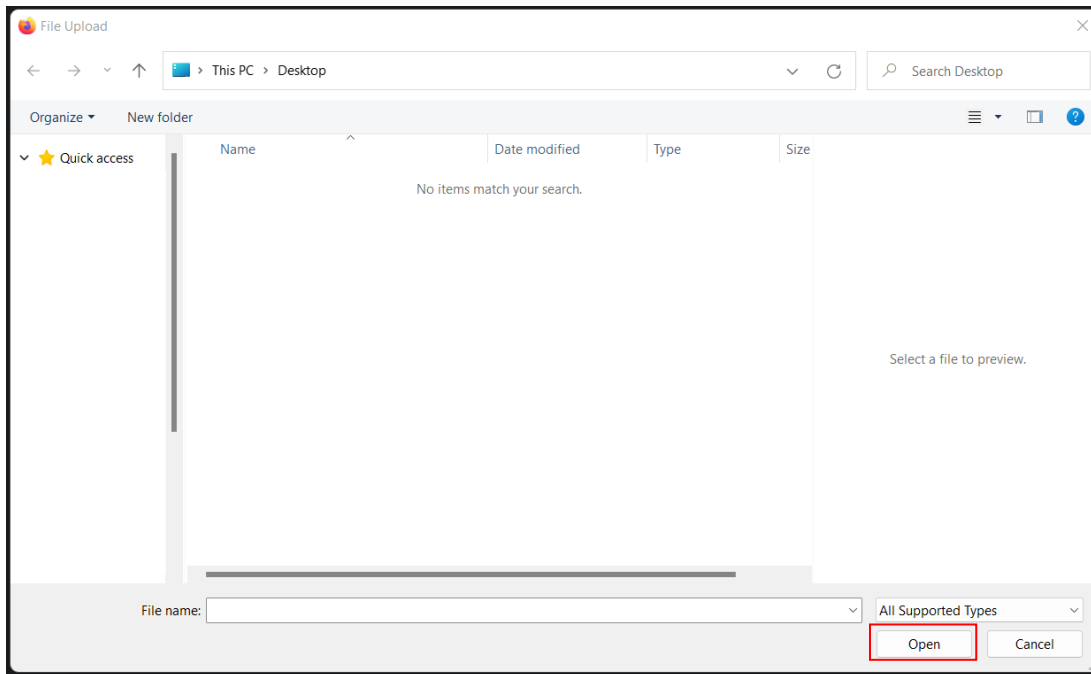 File Upload
This PC > Desktop
Search Desktop
Organize
New folder
Quick access
Name
Date modified
Type
Size
No items match your search.
Select a file to preview.
File name:
All Supported Types
Open
Cancel